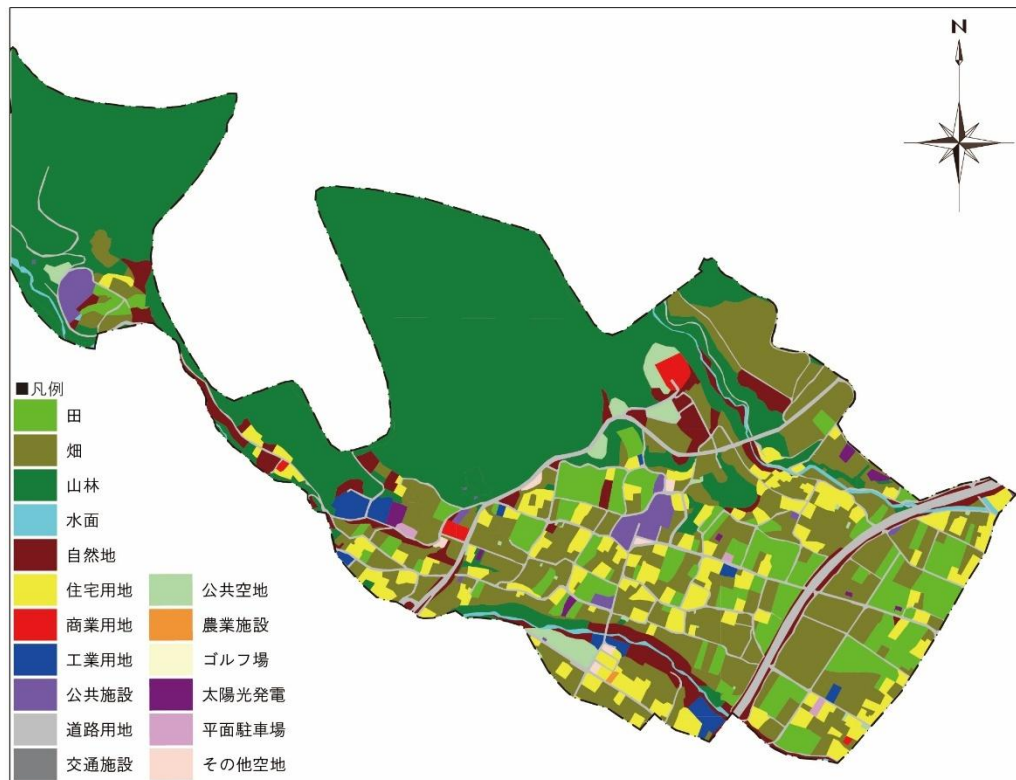 N
■凡例
田
畑
山林
水面
自然地
住宅用地
商業用地
工業用地
公共施設
道路用地
交通施設
公共空地
農業施設
ゴルフ場
太陽光発電
平面駐車場
その他空地